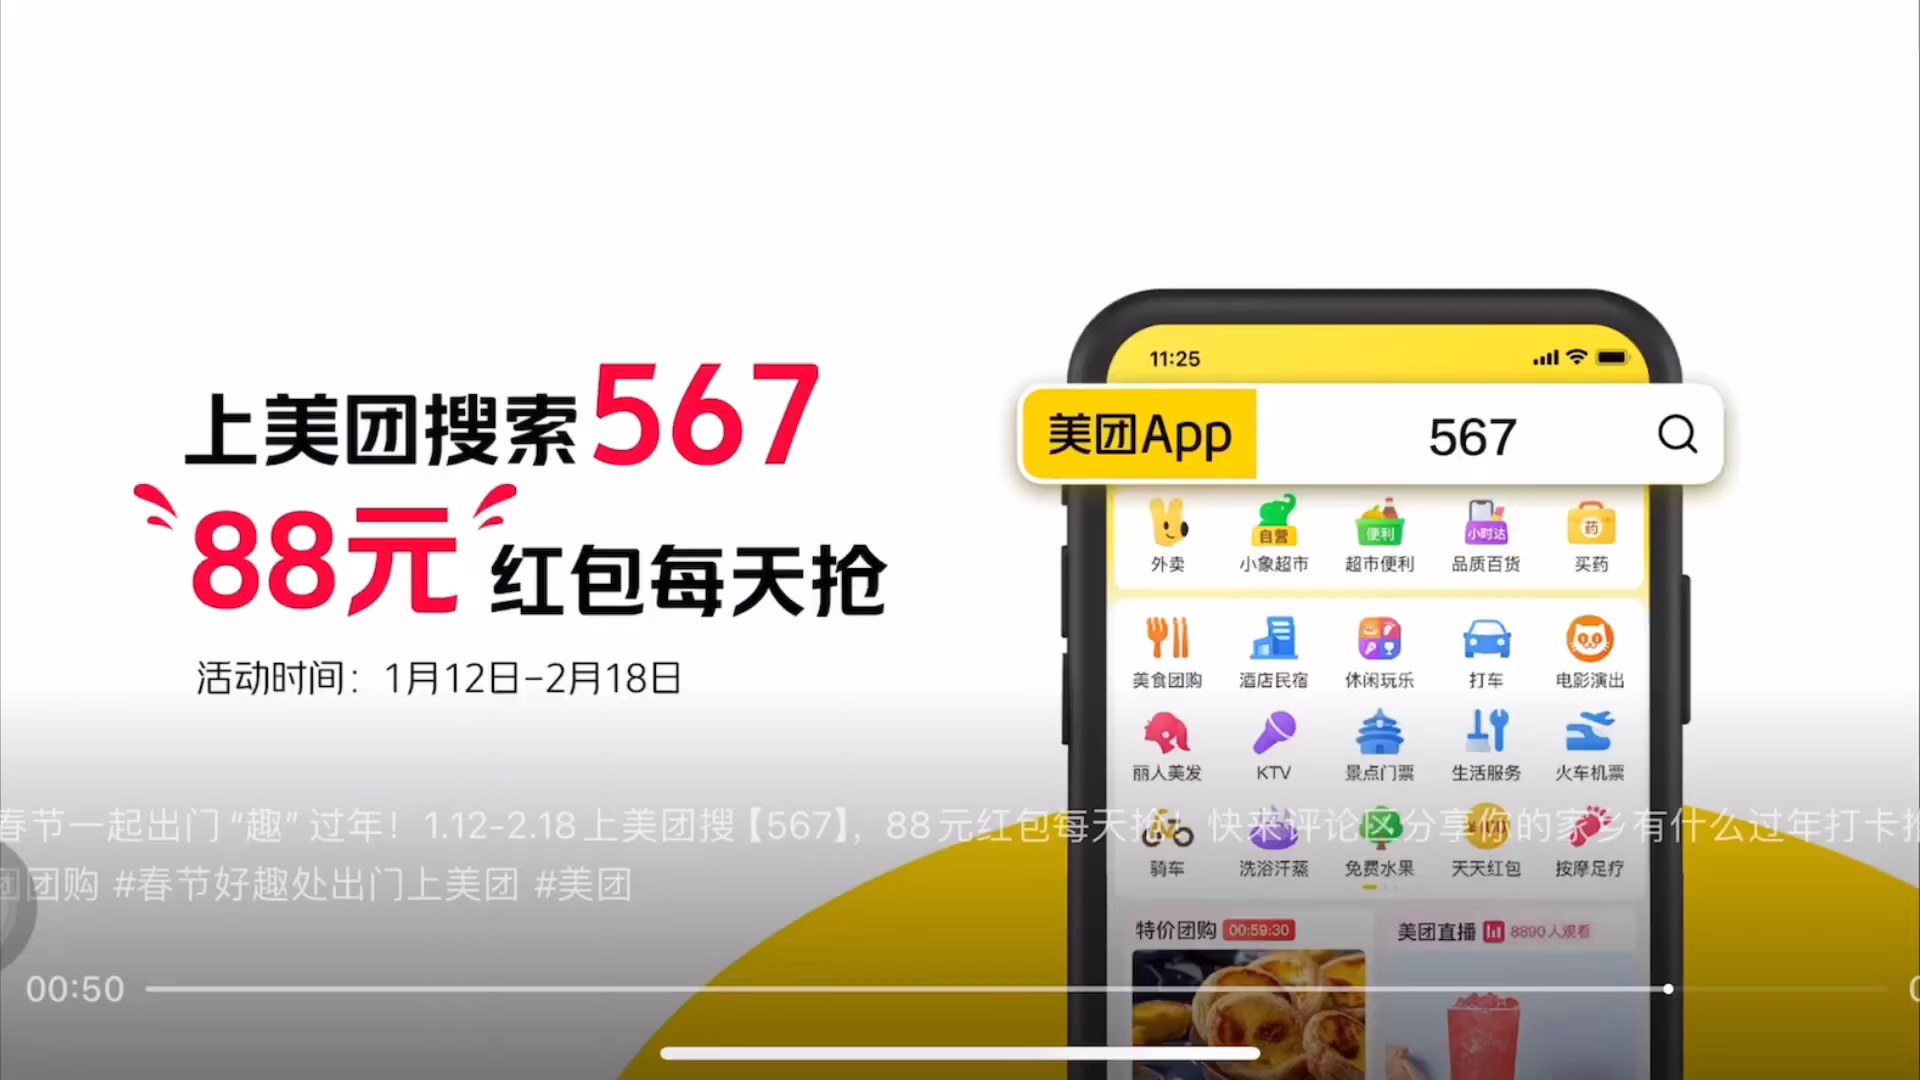 上美团搜索567
88元红包每天抢
活动时间：1月12日-2月18日
11:25
美团App 567
外卖 小象超市 超市便利 品质百货 买药
自营 便利 小时达 药
美食团购 酒店民宿 休闲玩乐 打车 电影演出
丽人美发 KTV 景点门票 生活服务 火车机票
骑车 洗浴汗蒸 免费水果 天天红包 按摩足疗
特价团购 00:59:30 美团直播 8890人观看
春节一起出门“趣”过年！1.12-2.18上美团搜【567】，88元红包每天抢！快来评论区分享你的家乡有什么过年打卡
团购 #春节好趣处出门上美团 #美团
00:50